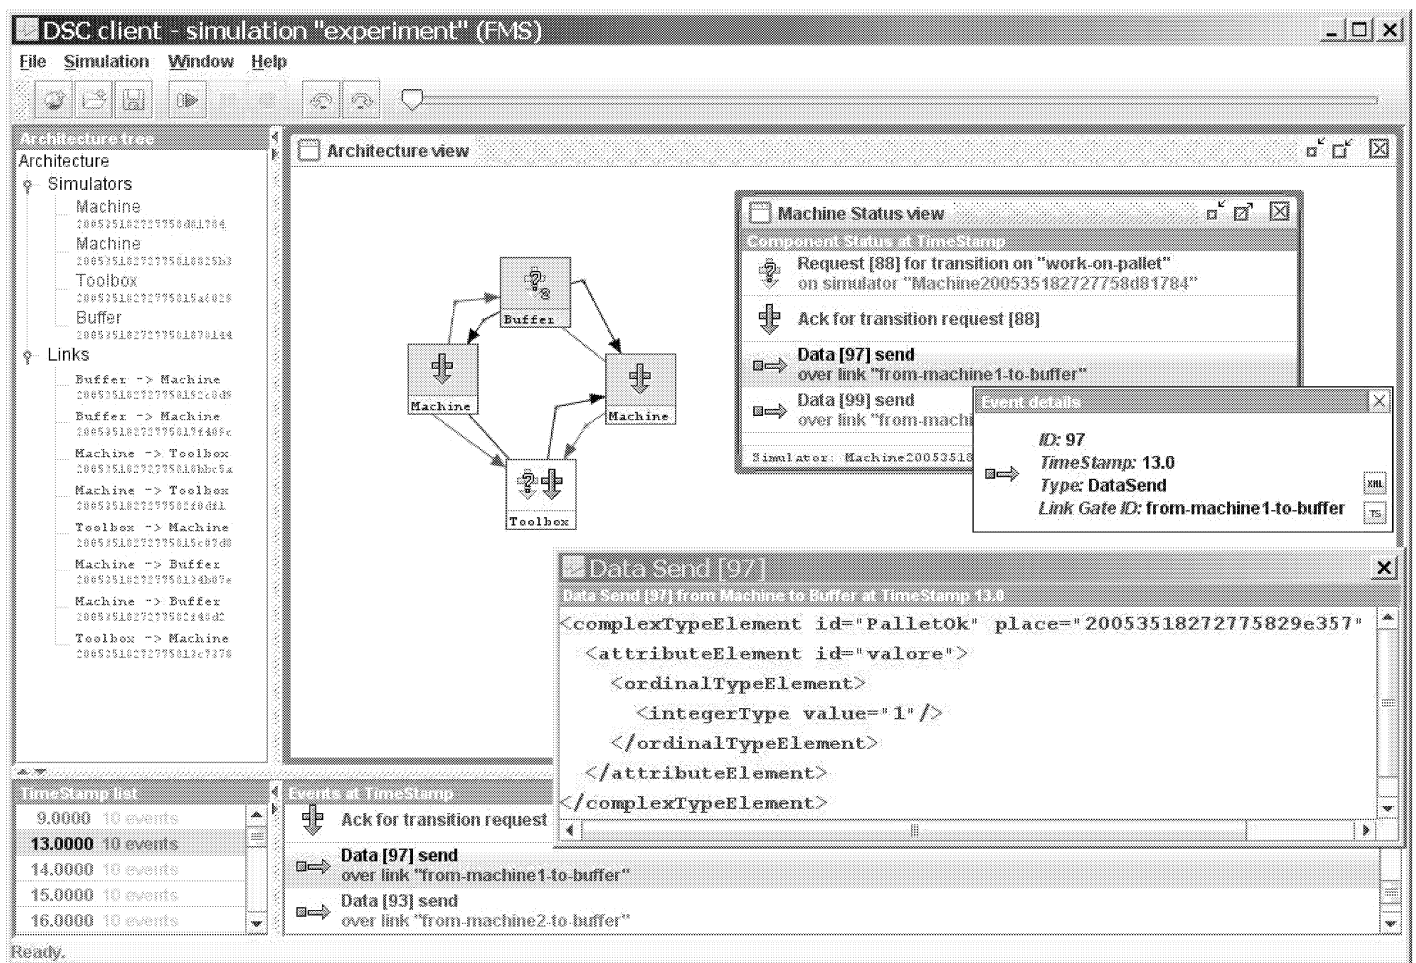 DSC client - simulation "experiment" (FMS)
File Simulation Window Help
Architecture tree
Architecture
Simulators
Machine
Machine
Toolbox
Buffer
Links
Buffer -> Machine
Buffer -> Machine
Machine -> Toolbox
Machine -> Toolbox
Toolbox -> Machine
Machine -> Buffer
Machine -> Buffer
Toolbox -> Machine
Architecture view
Buffer
Machine
Machine
Toolbox
Machine Status view
Component Status at TimeStamp
Request [88] for transition on "work-on-pallet"
on simulator "Machine200535182727758d81784"
Ack for transition request [88]
Data [97] send
over link "from-machine1-to-buffer"
Data [99] send
over link "from-machi
Simulator: Machine20053518
Event details
ID: 97
TimeStamp: 13.0
Type: DataSend
Link Gate ID: from-machine1-to-buffer
XML
TS
Data Send [97]
Data Send [97] from Machine to Buffer at TimeStamp 13.0
<complexTypeElement id="PalletOk" place="20053518272775829e357"
<attributeElement id="valore">
<ordinalTypeElement>
<integerType value="1"/>
</ordinalTypeElement>
</attributeElement>
</complexTypeElement>
TimeStamp list
9.0000 10 events
13.0000 10 events
14.0000 10 events
15.0000 10 events
16.0000 10 events
Events at TimeStamp
Ack for transition request
Data [97] send
over link "from-machine1-to-buffer"
Data [93] send
over link "from-machine2-to-buffer"
Ready.